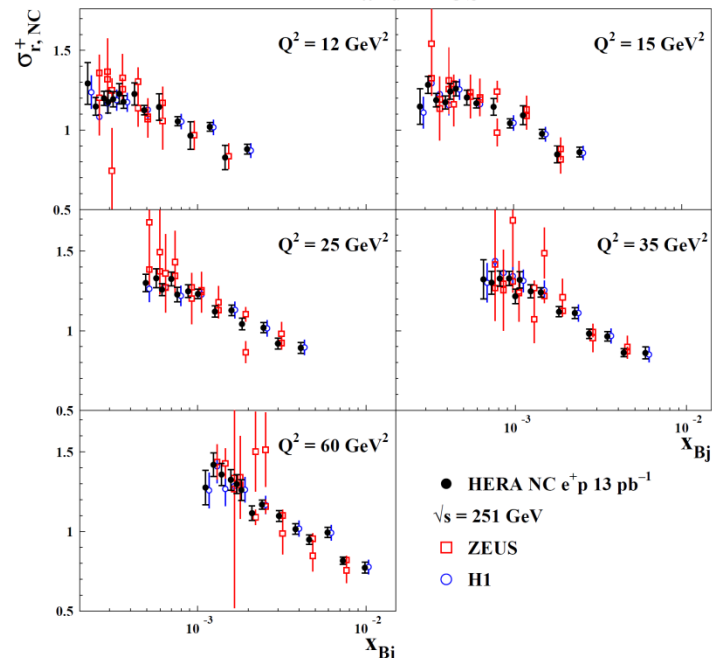 σ⁺r, NC
Q² = 12 GeV²
Q² = 15 GeV²
1.5
1
0.5
Q² = 25 GeV²
Q² = 35 GeV²
1.5
1
0.5
10⁻³
10⁻²
xBj
Q² = 60 GeV²
1.5
1
0.5
10⁻³
10⁻²
xBj
HERA NC e⁺p 13 pb⁻¹
√s = 251 GeV
ZEUS
H1